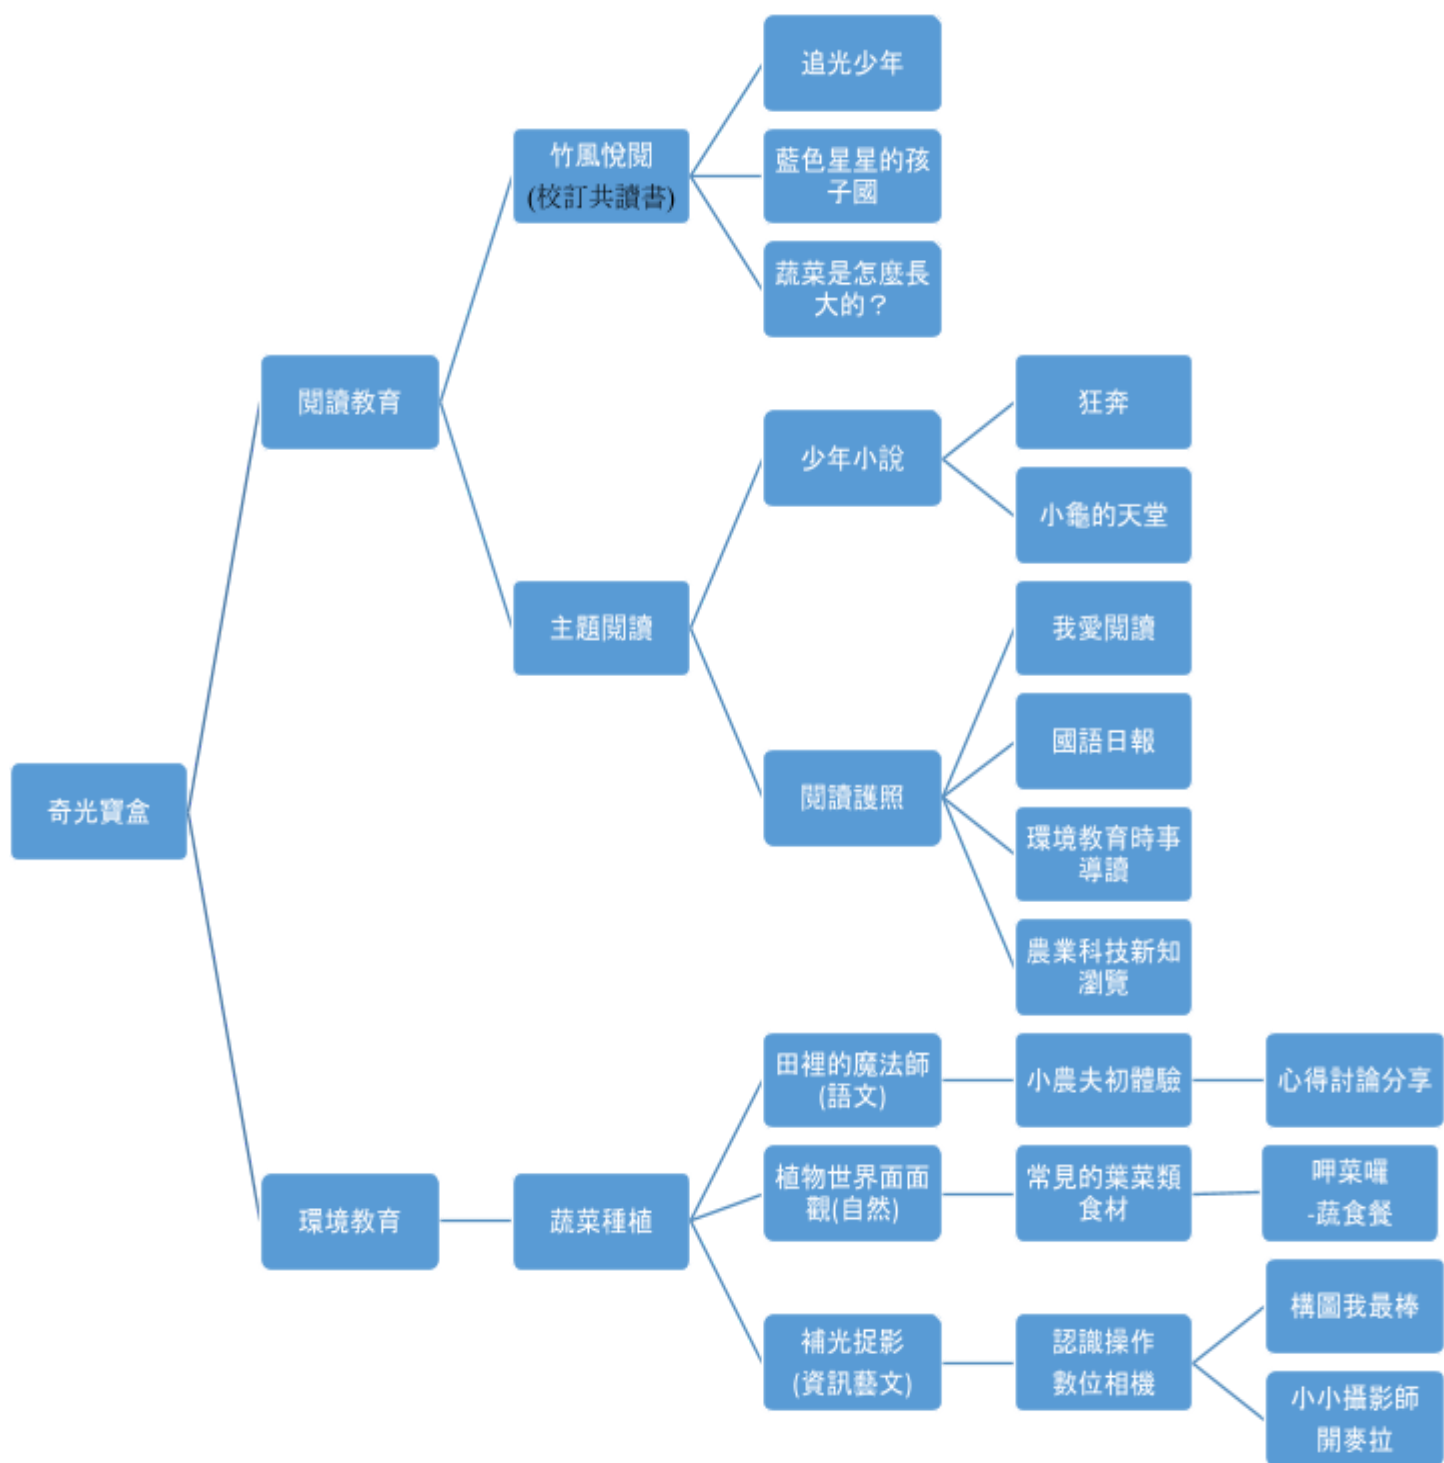 追光少年
竹風悅閱
(校訂共讀書)
藍色星星的孩
子國
蔬菜是怎麼長
大的？
閱讀教育
狂奔
少年小說
小龜的天堂
主題閱讀
我愛閱讀
國語日報
閱讀護照
環境教育時事
導讀
農業科技新知
瀏覽
奇光寶盒
田裡的魔法師
(語文)
小農夫初體驗
心得討論分享
環境教育
蔬菜種植
植物世界面面
觀(自然)
常見的葉菜類
食材
呷菜囉
-蔬食餐
補光捉影
(資訊藝文)
認識操作
數位相機
構圖我最棒
小小攝影師
開麥拉